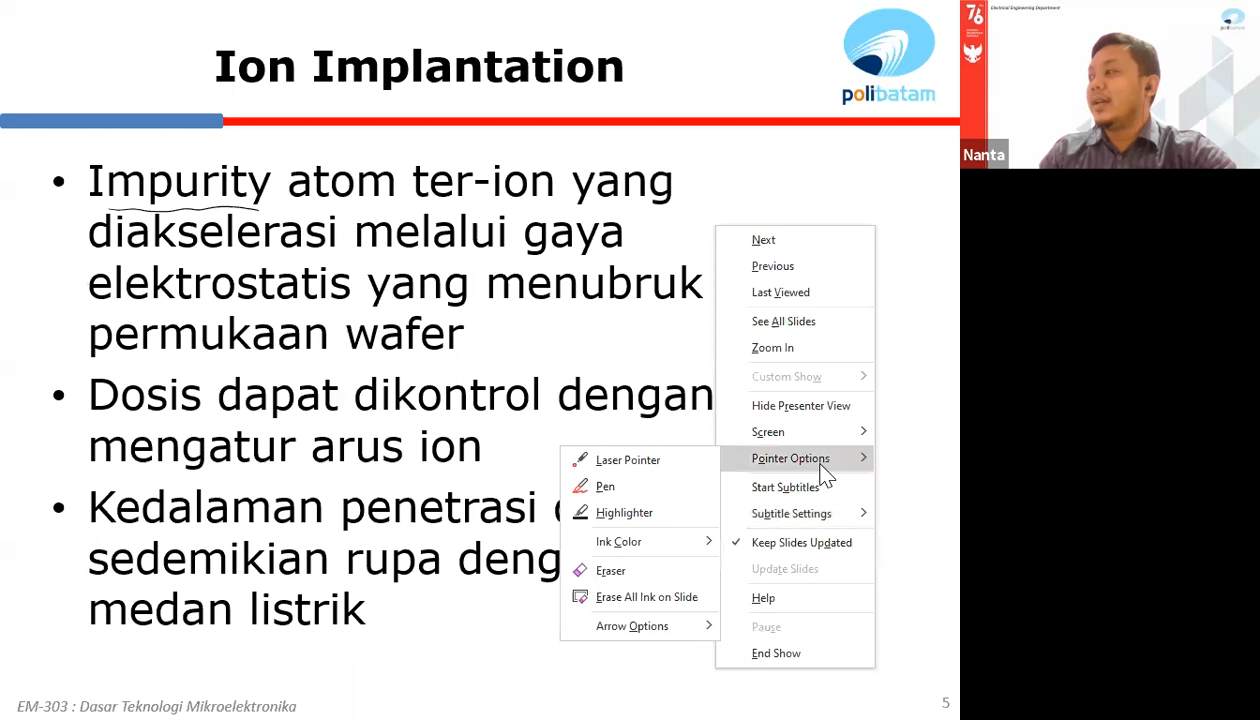 Ion Implantation
polibatam
76
Electrical Engineering Department
Nanta
• Impurity atom ter-ion yang
diakselerasi melalui gaya
elektrostatis yang menubruk
permukaan wafer
• Dosis dapat dikontrol dengan
mengatur arus ion
• Kedalaman penetrasi
sedemikian rupa deng
medan listrik
Next
Previous
Last Viewed
See All Slides
Zoom In
Custom Show
Hide Presenter View
Screen
Pointer Options
Start Subtitles
Subtitle Settings
Keep Slides Updated
Update Slides
Help
Pause
End Show
Laser Pointer
Pen
Highlighter
Ink Color
Eraser
Erase All Ink on Slide
Arrow Options
EM-303 : Dasar Teknologi Mikroelektronika
5